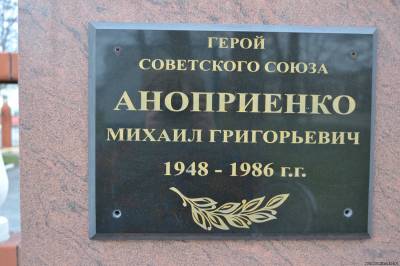 ГЕРОЙ
СОВЕТСКОГО СОЮЗА
АНОПРИЕНКО
МИХАИЛ ГРИГОРЬЕВИЧ
1948 - 1986 г.г.